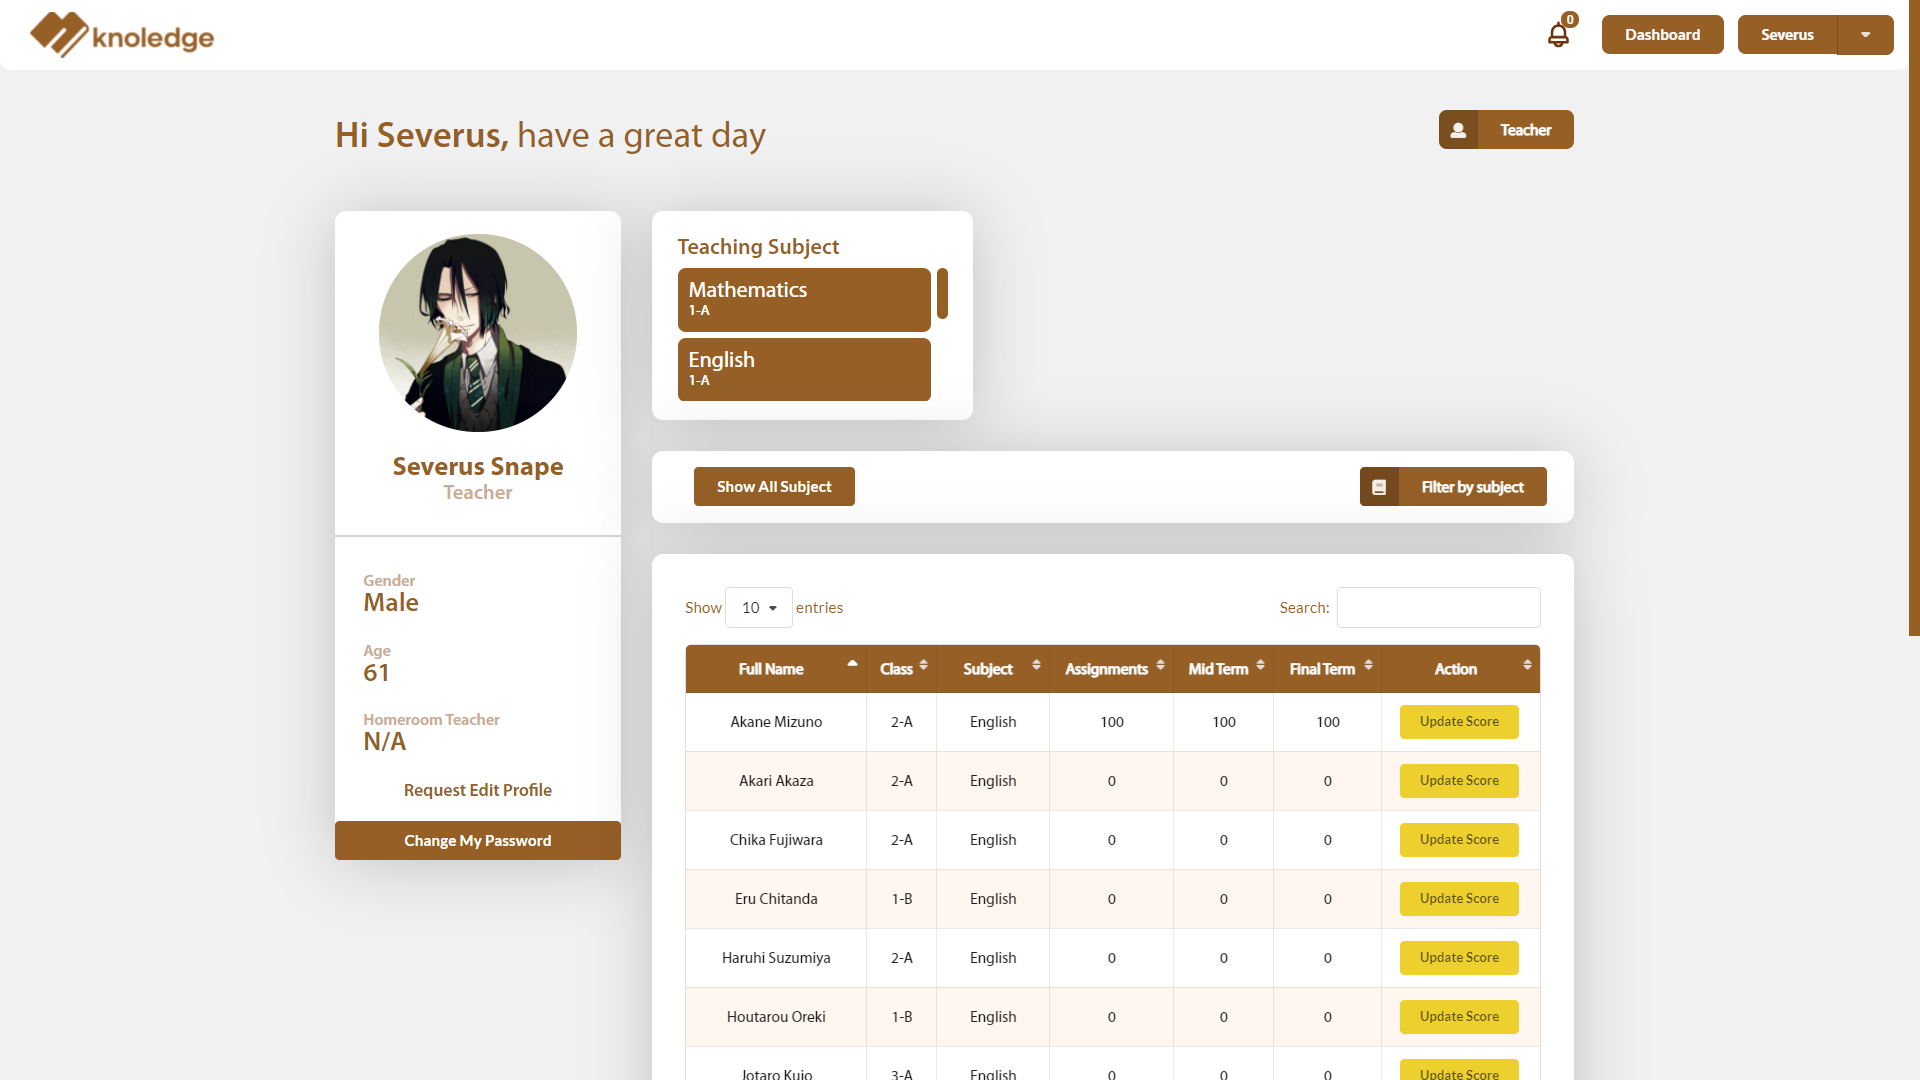 knoledge
0
Dashboard
Severus
Hi Severus, have a great day
Teacher
Severus Snape
Teacher
Gender
Male
Age
61
Homeroom Teacher
N/A
Request Edit Profile
Change My Password
Teaching Subject
Mathematics
1-A
English
1-A
Show All Subject
Filter by subject
Show 10 entries
Search:
Full Name Class Subject Assignments Mid Term Final Term Action
Akane Mizuno 2-A English 100 100 100 Update Score
Akari Akaza 2-A English 0 0 0 Update Score
Chika Fujiwara 2-A English 0 0 0 Update Score
Eru Chitanda 1-B English 0 0 0 Update Score
Haruhi Suzumiya 2-A English 0 0 0 Update Score
Houtarou Oreki 1-B English 0 0 0 Update Score
Jotaro Kujo 3-A English 0 0 0 Update Score